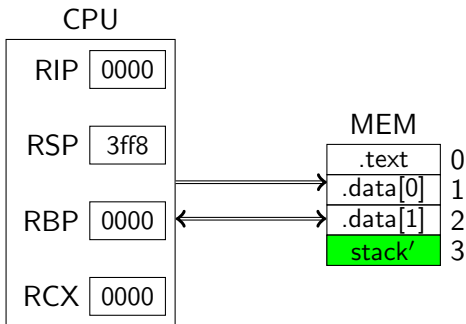 CPU
RIP 0000
RSP 3ff8
RBP 0000
RCX 0000
MEM
.text 0
.data[0] 1
.data[1] 2
stack′ 3